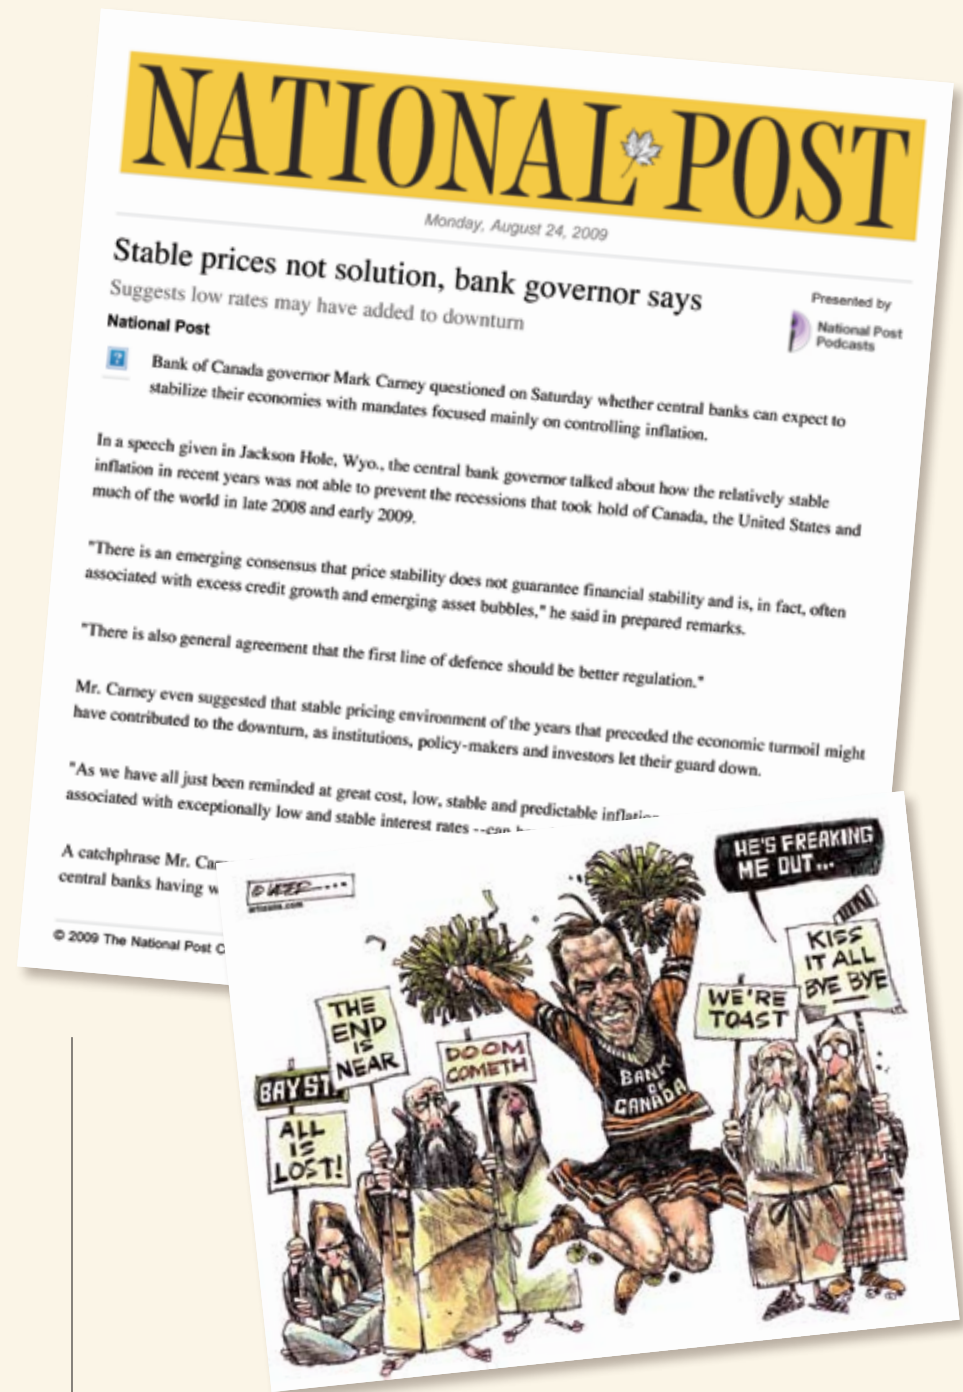 NATIONAL POST
Monday, August 24, 2009
Stable prices not solution, bank governor says
Suggests low rates may have added to downturn
National Post
Presented by
National Post
Podcasts
?
Bank of Canada governor Mark Carney questioned on Saturday whether central banks can expect to
stabilize their economies with mandates focused mainly on controlling inflation.
In a speech given in Jackson Hole, Wyo., the central bank governor talked about how the relatively stable
inflation in recent years was not able to prevent the recessions that took hold of Canada, the United States and
much of the world in late 2008 and early 2009.
"There is an emerging consensus that price stability does not guarantee financial stability and is, in fact, often
associated with excess credit growth and emerging asset bubbles," he said in prepared remarks.
"There is also general agreement that the first line of defence should be better regulation."
Mr. Carney even suggested that stable pricing environment of the years that preceded the economic turmoil might
have contributed to the downturn, as institutions, policy-makers and investors let their guard down.
"As we have all just been reminded at great cost, low, stable and predictable
associated with exceptionally low and stable interest rates --can
A catchphrase Mr.
central banks having
© 2009 The National Post
HE'S FREAKING
ME OUT...
KISS
IT ALL
BYE BYE
WE'RE
TOAST
THE
END
IS
NEAR
DOOM
COMETH
BAY ST.
ALL
IS
LOST!
BANK
OF
CANADA